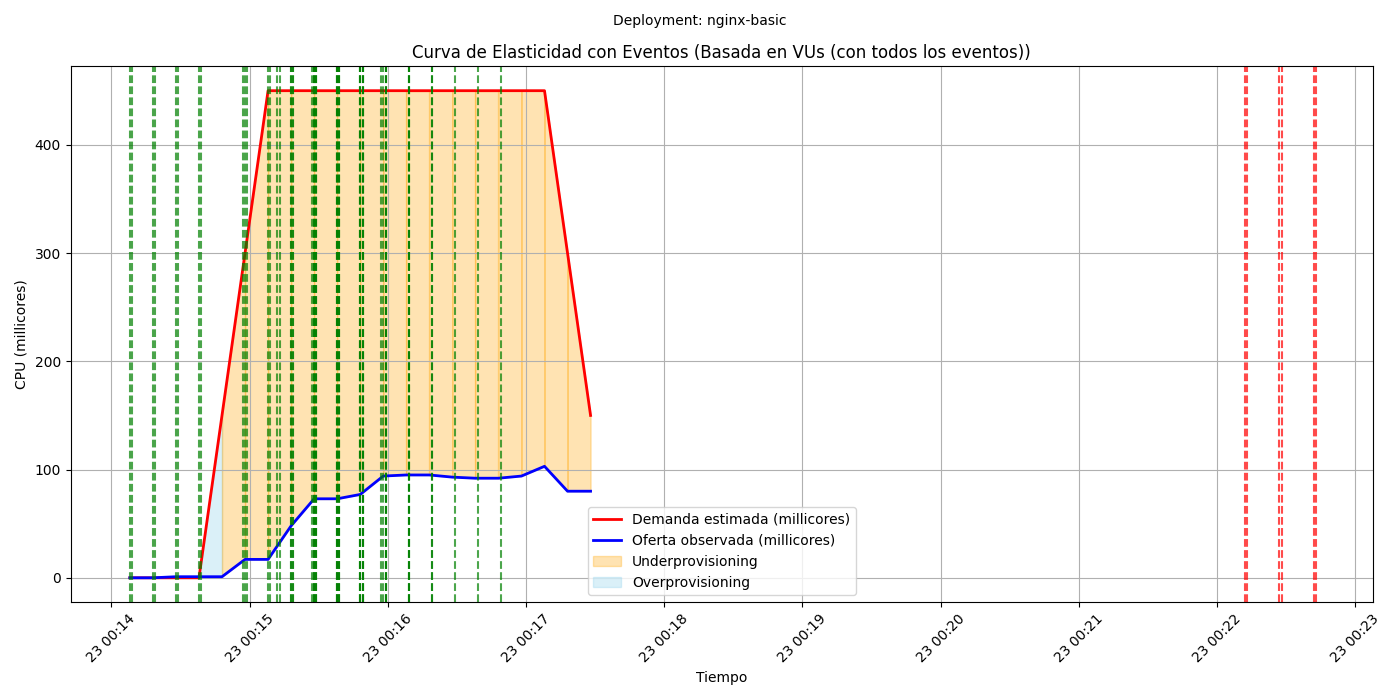 Deployment: nginx-basic
Curva de Elasticidad con Eventos (Basada en VUs (con todos los eventos))
CPU (millicores)
400
300
200
100
0
Demanda estimada (millicores)
Oferta observada (millicores)
Underprovisioning
Overprovisioning
23 00:14
23 00:15
23 00:16
23 00:17
23 00:18
23 00:19
23 00:20
23 00:21
23 00:22
23 00:23
Tiempo